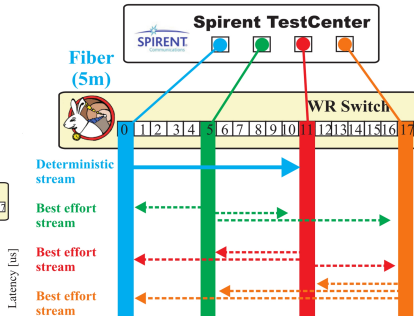 Spirent TestCenter
SPIRENT
Communications
Fiber
(5m)
WR Switch
0 1 2 3 4 5 6 7 8 9 10 11 12 13 14 15 16 17
Deterministic
stream
Best effort
stream
Best effort
stream
Best effort
stream
Latency [us]